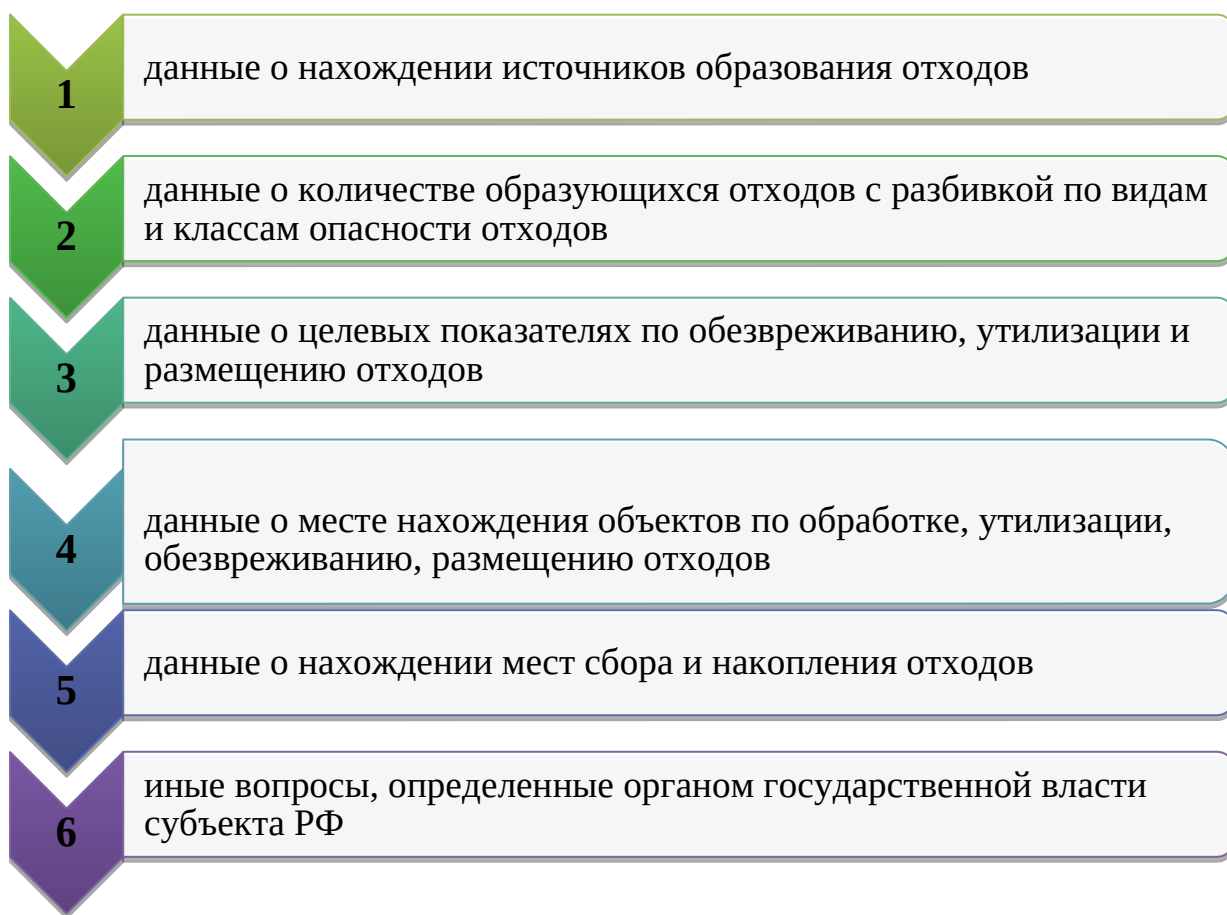 1
данные о нахождении источников образования отходов
2
данные о количестве образующихся отходов с разбивкой по видам
и классам опасности отходов
3
данные о целевых показателях по обезвреживанию, утилизации и
размещению отходов
4
данные о месте нахождения объектов по обработке, утилизации,
обезвреживанию, размещению отходов
5
данные о нахождении мест сбора и накопления отходов
6
иные вопросы, определенные органом государственной власти
субъекта РФ